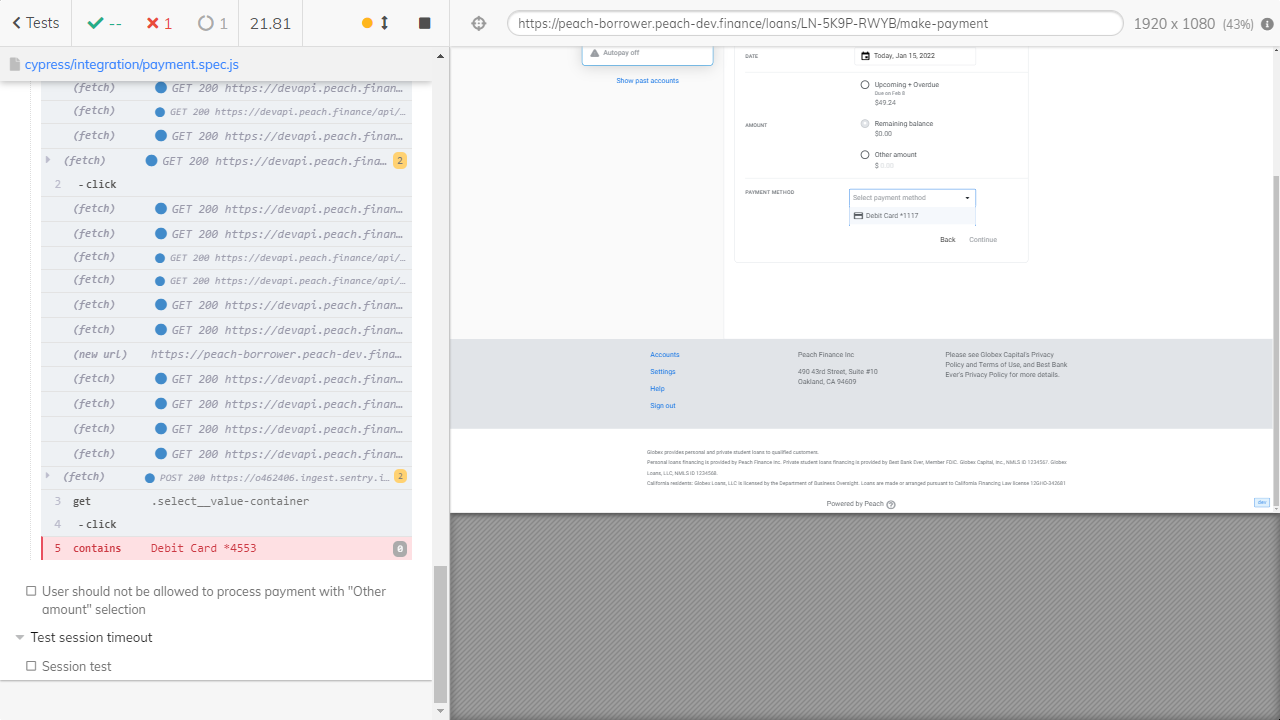 Tests
--
1
1
21.81
https://peach-borrower.peach-dev.finance/loans/LN-5K9P-RWYB/make-payment
1920 x 1080 (43%)
cypress/integration/payment.spec.js
(fetch) GET 200 https://devapi.peach.finan…
(fetch) GET 200 https://devapi.peach.finance/api/…
(fetch) GET 200 https://devapi.peach.finan…
(fetch) GET 200 https://devapi.peach.fina… 2
2 -click
(fetch) GET 200 https://devapi.peach.finan…
(fetch) GET 200 https://devapi.peach.finan…
(fetch) GET 200 https://devapi.peach.finance/api/…
(fetch) GET 200 https://devapi.peach.finance/api/…
(fetch) GET 200 https://devapi.peach.finan…
(fetch) GET 200 https://devapi.peach.finan…
(new url) https://peach-borrower.peach-dev.fina…
(fetch) GET 200 https://devapi.peach.finan…
(fetch) GET 200 https://devapi.peach.finan…
(fetch) GET 200 https://devapi.peach.finan…
(fetch) GET 200 https://devapi.peach.finan…
(fetch) 2
3 get .select__value-container
4 -click
5 contains Debit Card *4553 0
User should not be allowed to process payment with "Other
amount" selection
Test session timeout
Session test
Autopay off
Show past accounts
DATE
Today, Jan 15, 2022
AMOUNT
Upcoming + Overdue
Due on Feb 8
$49.24
Remaining balance
$0.00
Other amount
$ 0.00
PAYMENT METHOD
Select payment method
Debit Card *1117
Back Continue
Accounts
Settings
Help
Sign out
Peach Finance Inc
490 43rd Street, Suite #10
Oakland, CA 94609
Please see Globex Capital's Privacy
Policy and Terms of Use, and Best Bank
Ever's Privacy Policy for more details.
Globex provides personal and private student loans to qualified customers.
Personal loans financing is provided by Peach Finance Inc. Private student loans financing is provided by Best Bank Ever, Member FDIC. Globex Capital, Inc., NMLS ID 1234567. Globex
Loans, LLC, NMLS ID 1234568.
California residents: Globex Loans, LLC is licensed by the Department of Business Oversight. Loans are made or arranged pursuant to California Financing Law license
Powered by Peach
dev